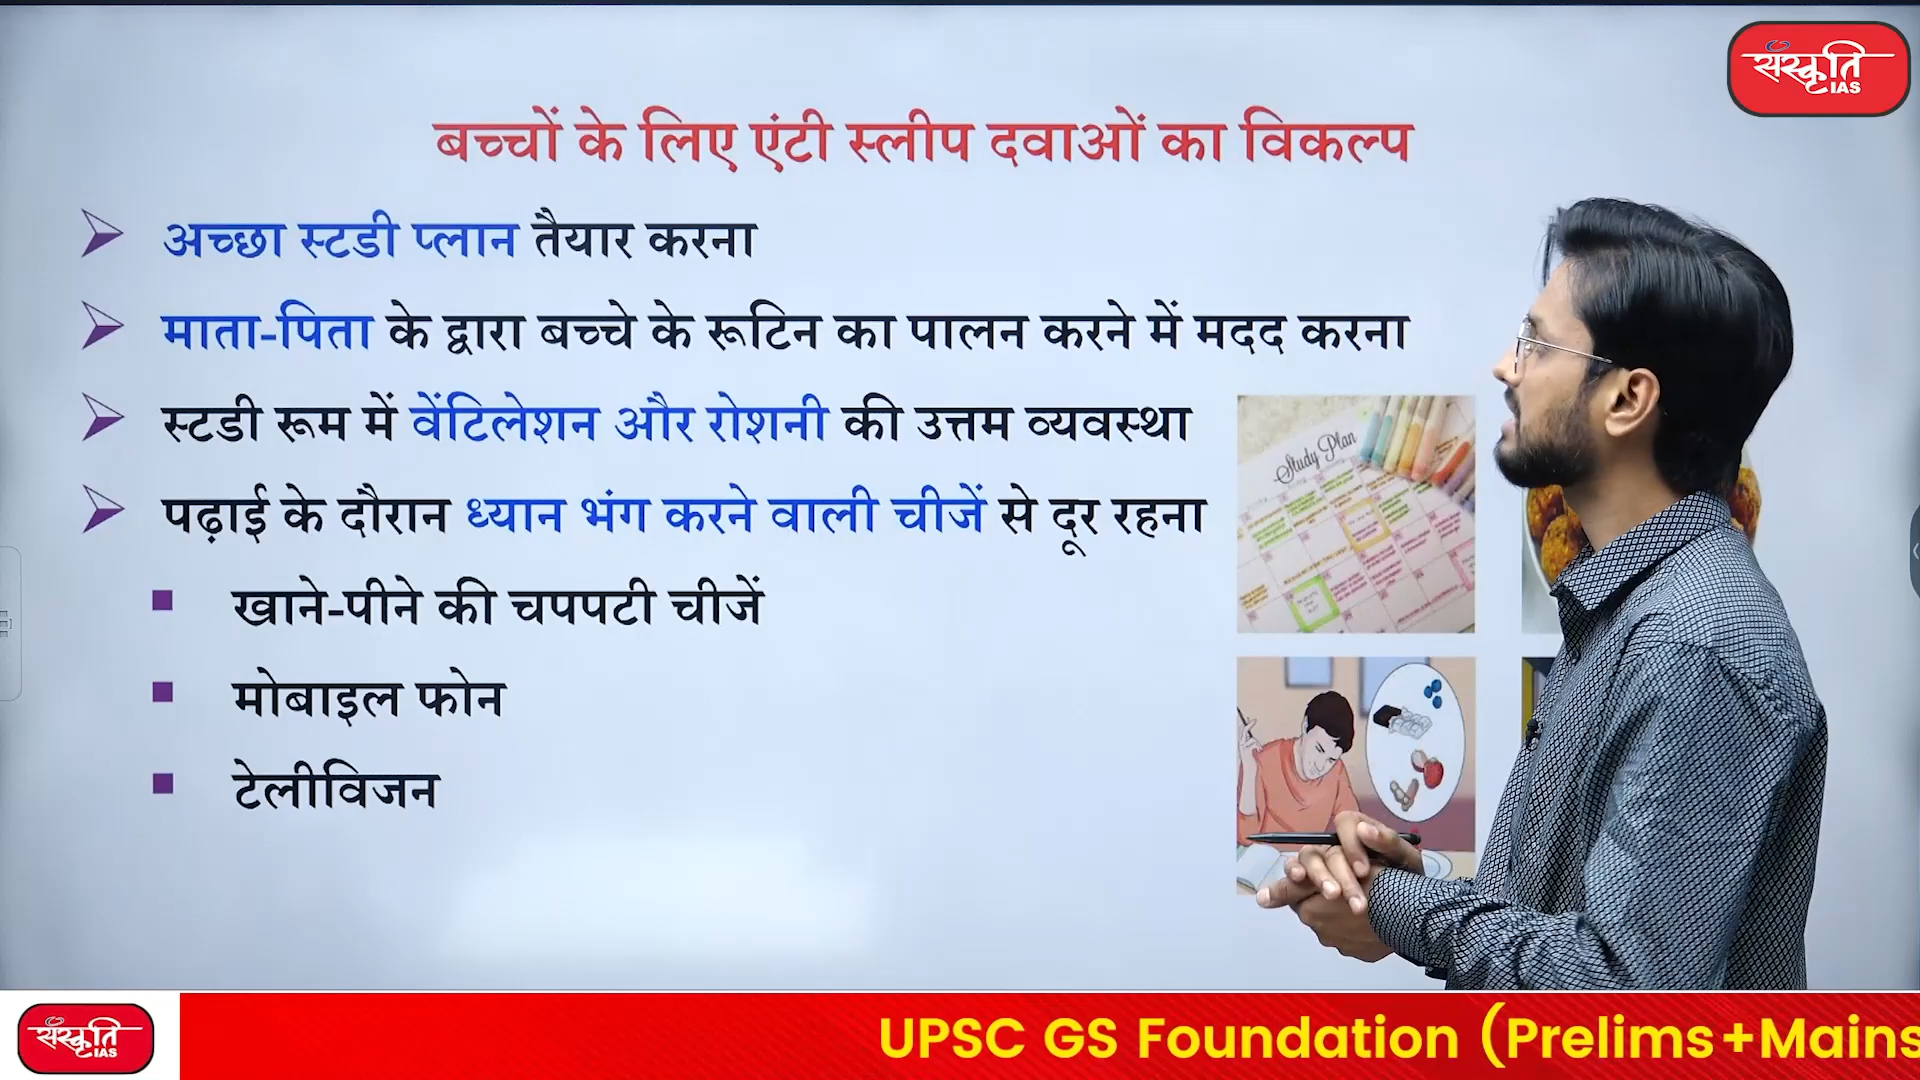 संस्कृति
IAS
बच्चों के लिए एंटी स्लीप दवाओं का विकल्प
अच्छा स्टडी प्लान तैयार करना
माता-पिता के द्वारा बच्चे के रूटिन का पालन करने में मदद करना
स्टडी रूम में वेंटिलेशन और रोशनी की उत्तम व्यवस्था
पढ़ाई के दौरान ध्यान भंग करने वाली चीजें से दूर रहना
खाने-पीने की चपपटी चीजें
मोबाइल फोन
टेलीविजन
Study Plan
संस्कृति
IAS
UPSC GS Foundation (Prelims+Mains